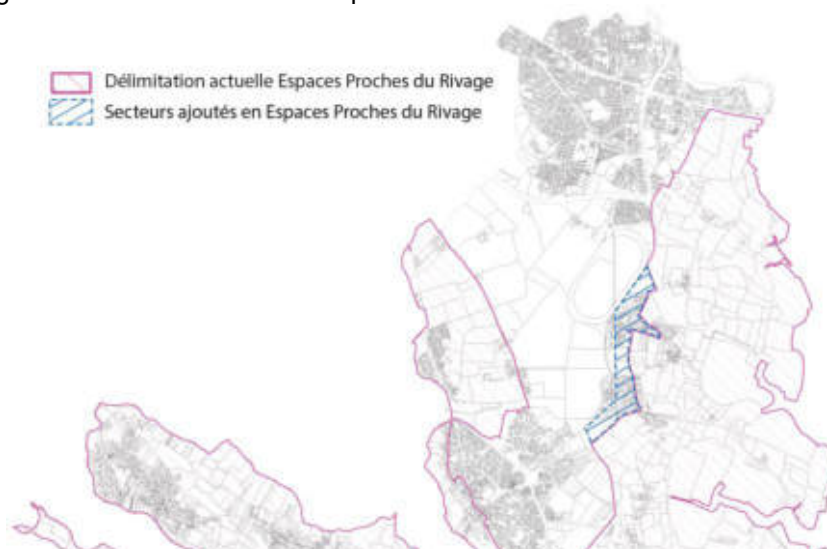 Délimitation actuelle Espaces Proches du Rivage
Secteurs ajoutés en Espaces Proches du Rivage